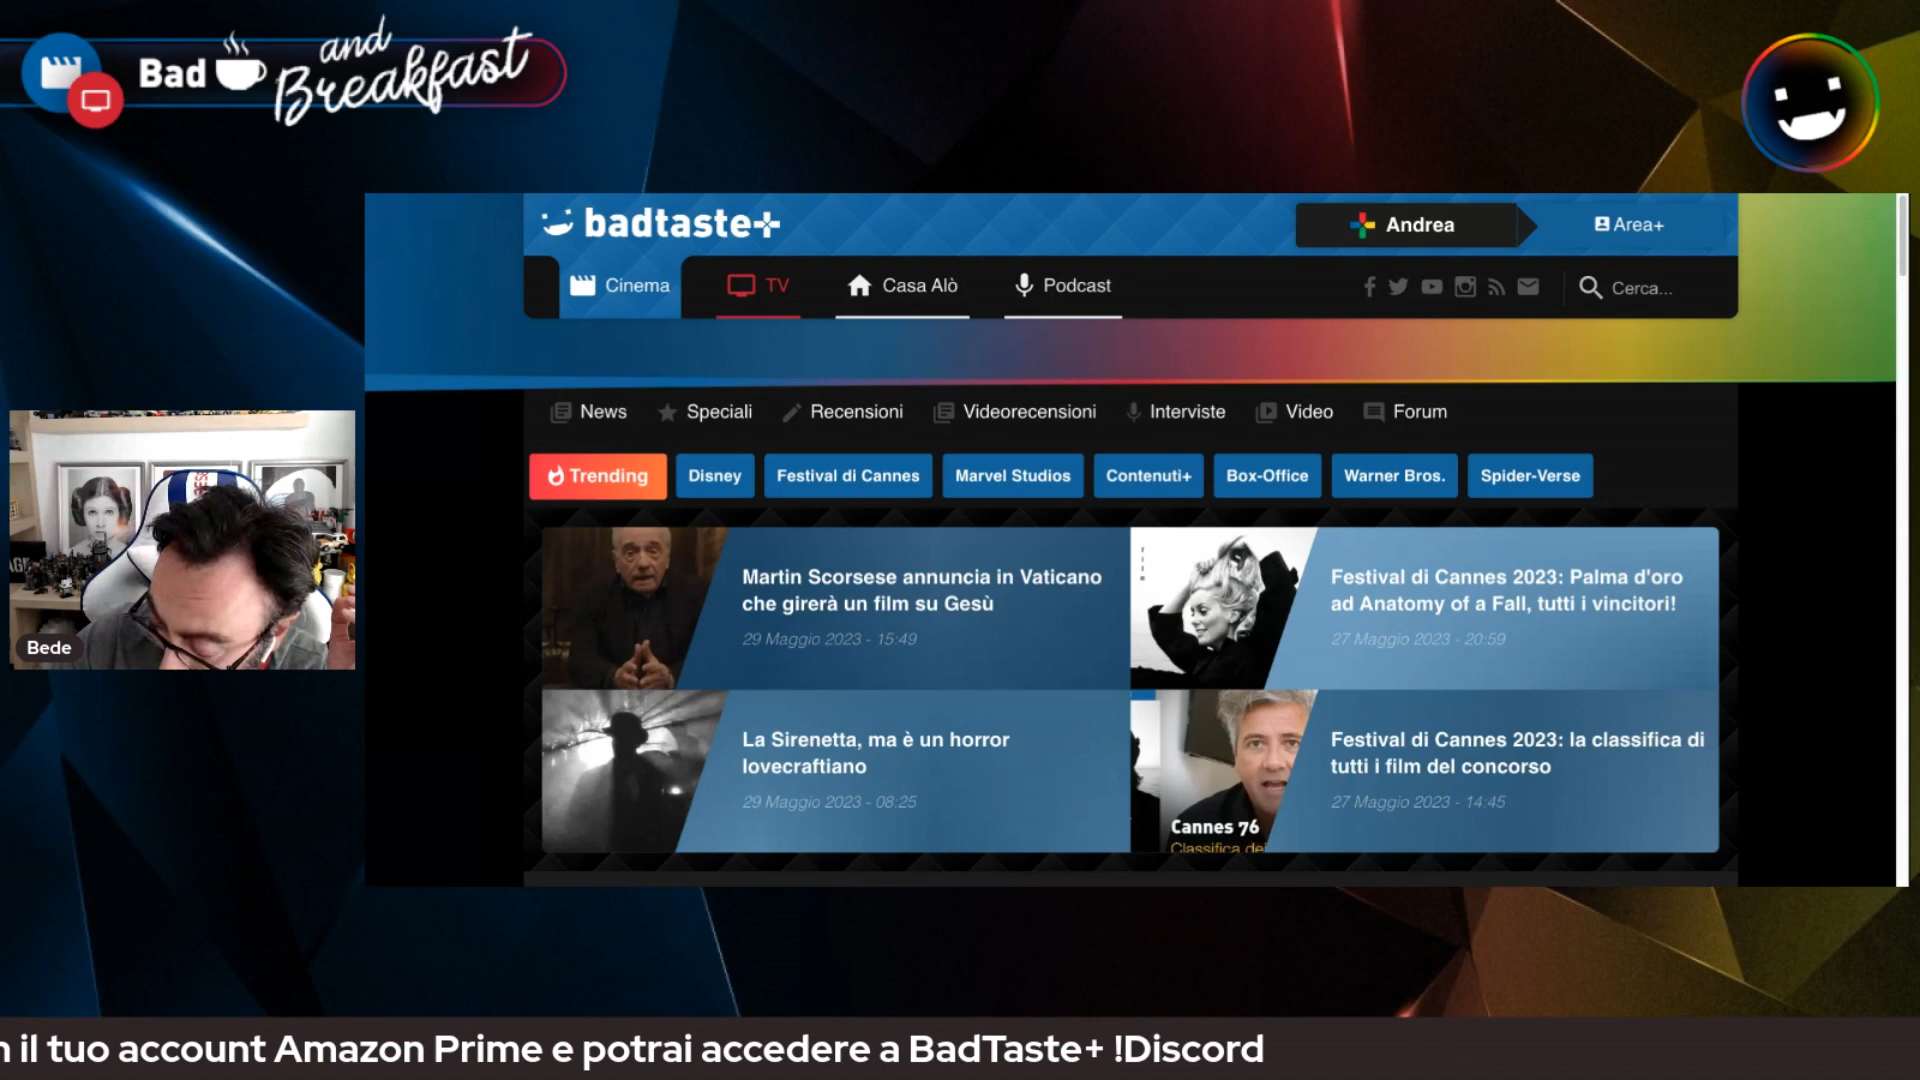 Bad and Breakfast
badtaste+
Andrea
Area+
Cinema
TV
Casa Alò
Podcast
Cerca...
News
Speciali
Recensioni
Videorecensioni
Interviste
Video
Forum
Trending
Disney
Festival di Cannes
Marvel Studios
Contenuti+
Box-Office
Warner Bros.
Spider-Verse
Martin Scorsese annuncia in Vaticano
che girerà un film su Gesù
29 Maggio 2023 - 15:49
Festival di Cannes 2023: Palma d'oro
ad Anatomy of a Fall, tutti i vincitori!
27 Maggio 2023 - 20:59
La Sirenetta, ma è un horror
lovecraftiano
29 Maggio 2023 - 08:25
Cannes 76
Classifica dei
Festival di Cannes 2023: la classifica di
tutti i film del concorso
27 Maggio 2023 - 14:45
Bede
il tuo account Amazon Prime e potrai accedere a BadTaste+ !Discord